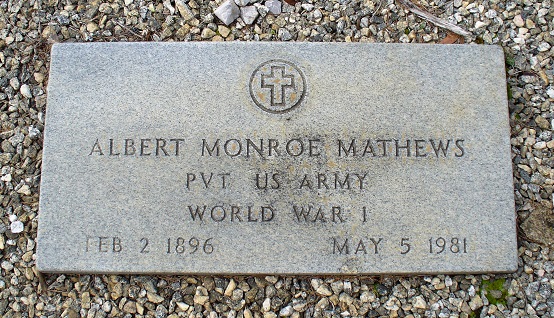 ALBERT MONROE MATHEWS
PVT US ARMY
WORLD WAR I
FEB 2 1896 MAY 5 1981